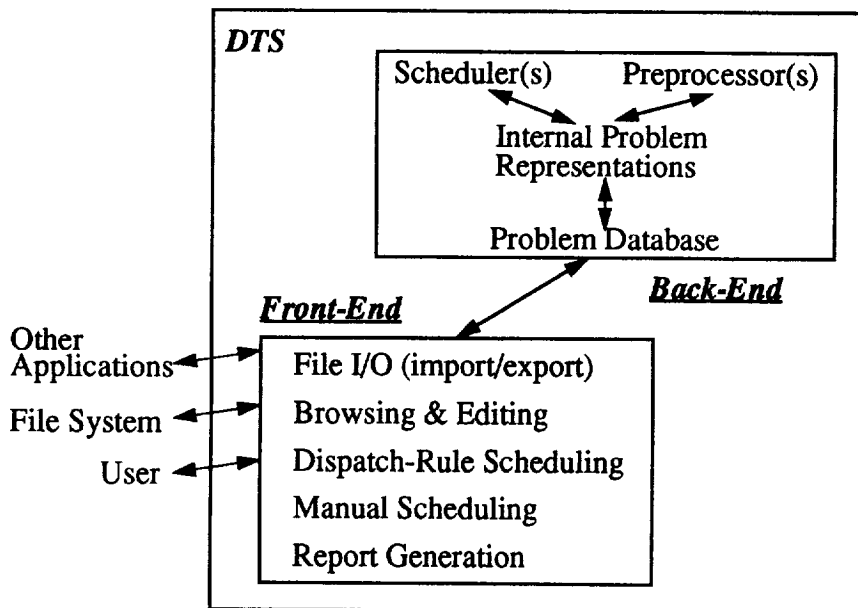 DTS
Scheduler(s) Preprocessor(s)
Internal Problem
Representations
Problem Database
Back-End
Front-End
Other
Applications
File System
User
File I/O (import/export)
Browsing & Editing
Dispatch-Rule Scheduling
Manual Scheduling
Report Generation